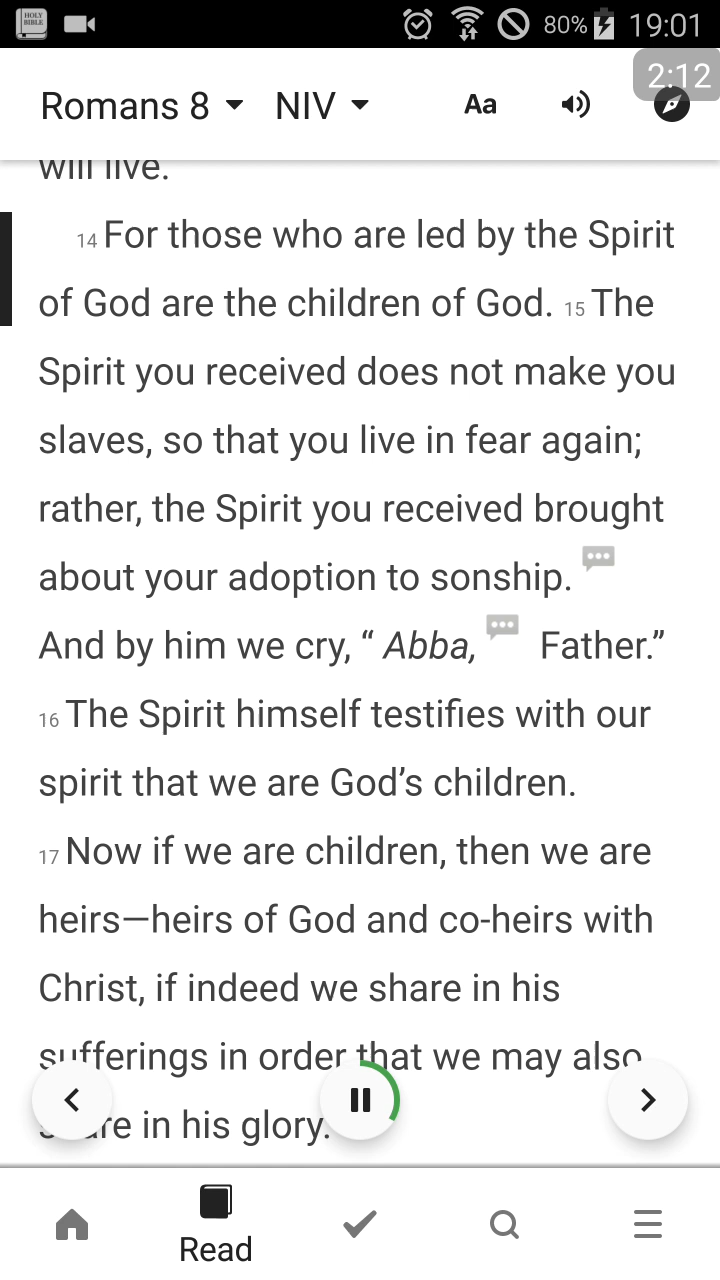 HOLY BIBLE
80% 19:01
2:12
Romans 8 NIV Aa
will live.
14 For those who are led by the Spirit
of God are the children of God. 15 The
Spirit you received does not make you
slaves, so that you live in fear again;
rather, the Spirit you received brought
about your adoption to sonship.
And by him we cry, “ Abba, Father.”
16 The Spirit himself testifies with our
spirit that we are God’s children.
17 Now if we are children, then we are
heirs—heirs of God and co-heirs with
Christ, if indeed we share in his
sufferings in order that we may also
share in his glory.
Read